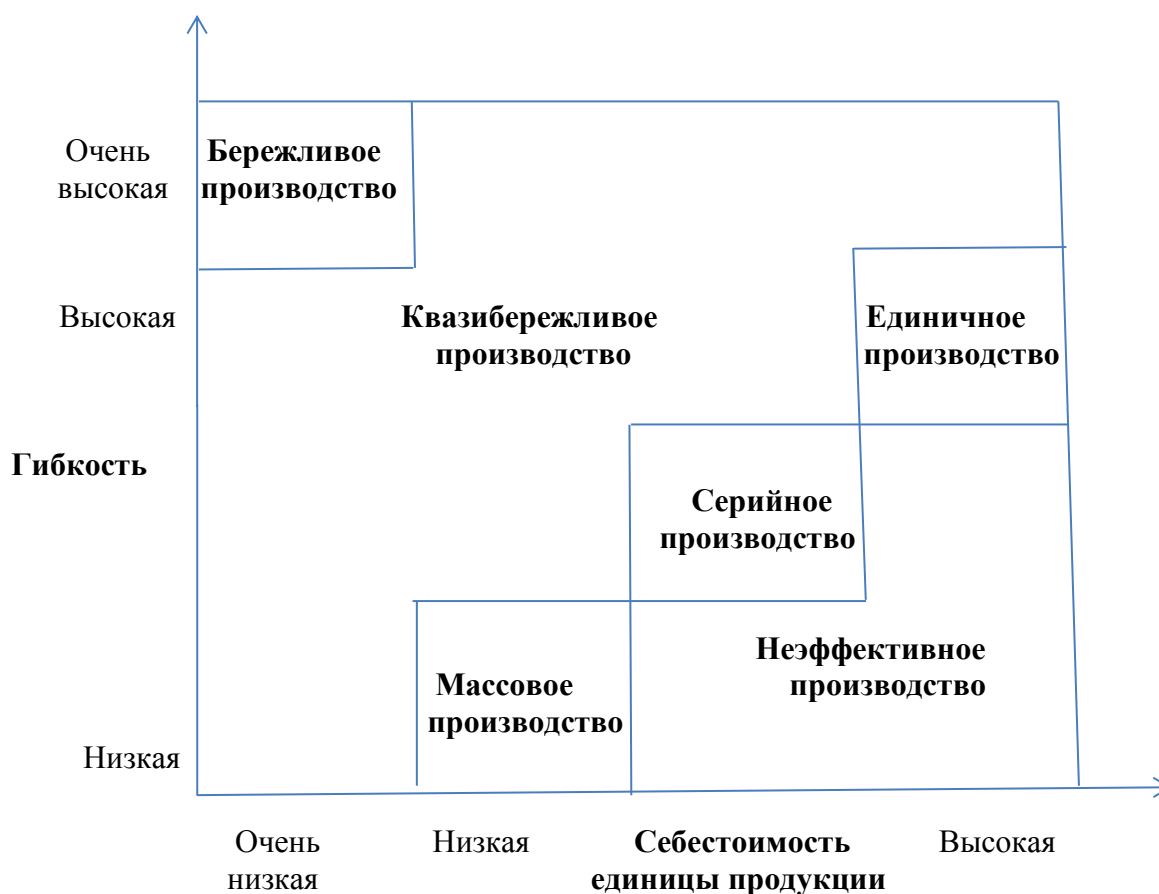 Очень
высокая
Бережливое
производство
Высокая
Квазибережливое
производство
Единичное
производство
Гибкость
Серийное
производство
Неэффективное
производство
Массовое
производство
Низкая
Очень
низкая
Низкая
Себестоимость
единицы продукции
Высокая